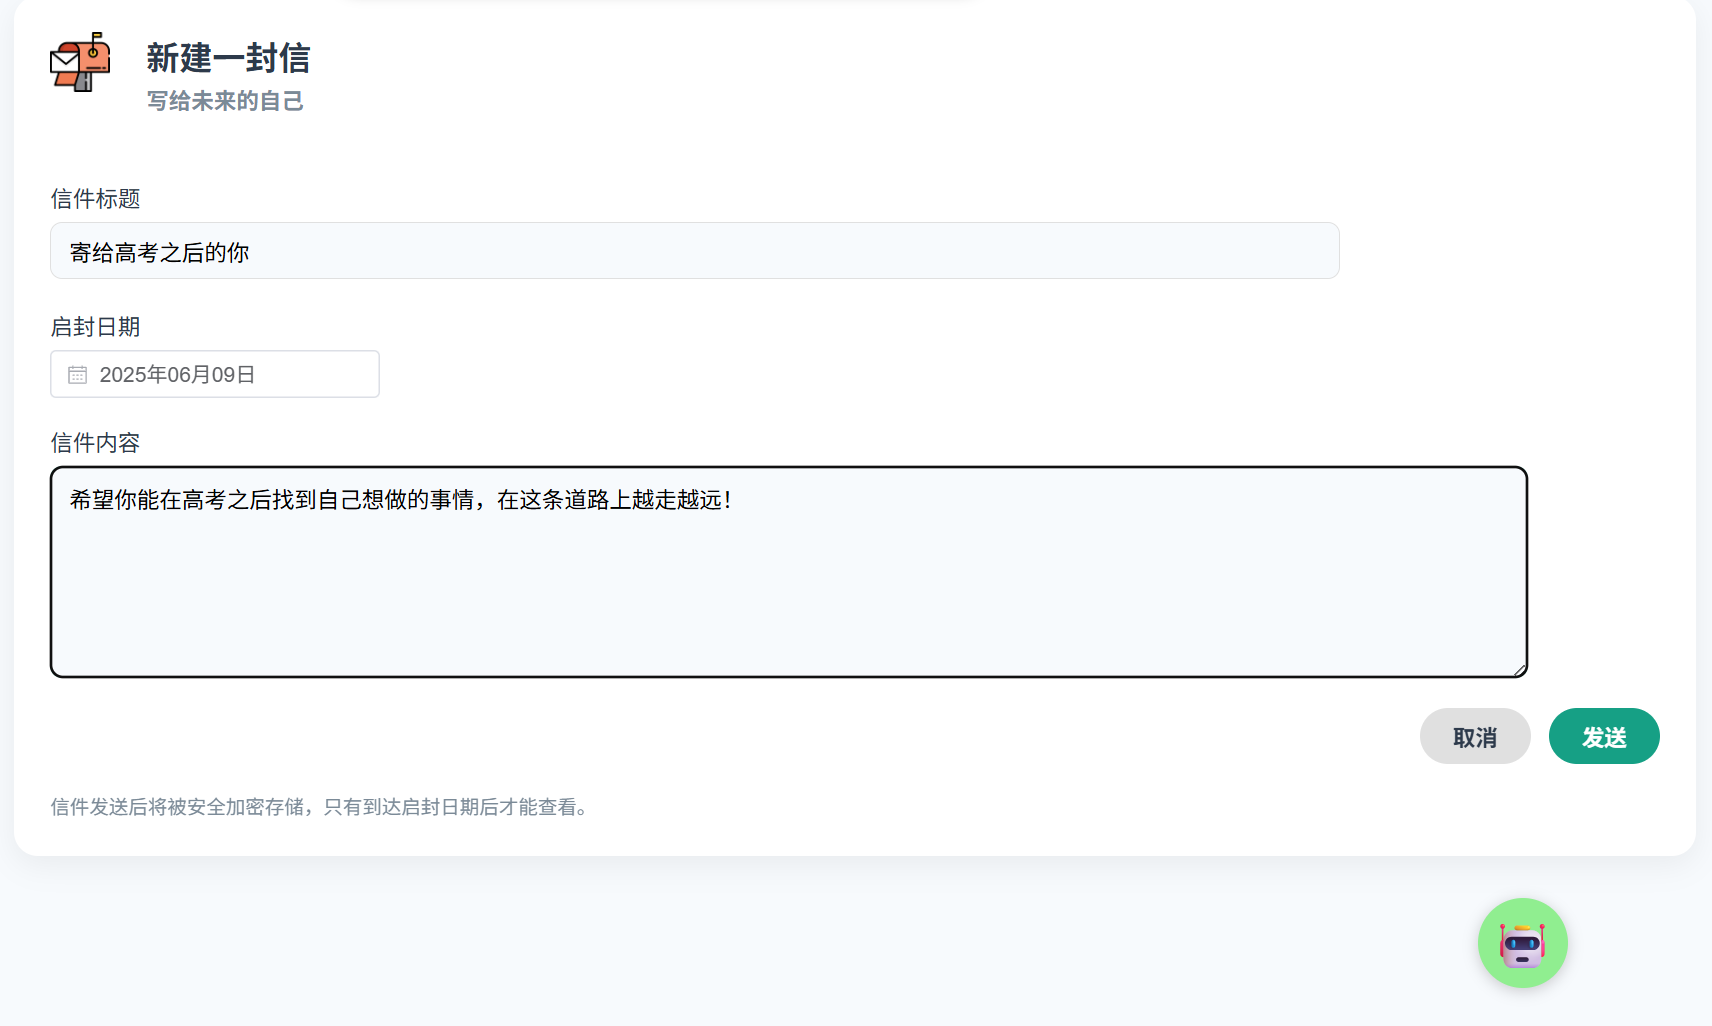 新建一封信
写给未来的自己
信件标题
寄给高考之后的你
启封日期
2025年06月09日
信件内容
希望你能在高考之后找到自己想做的事情，在这条道路上越走越远！
取消
发送
信件发送后将被安全加密存储，只有到达启封日期后才能查看。